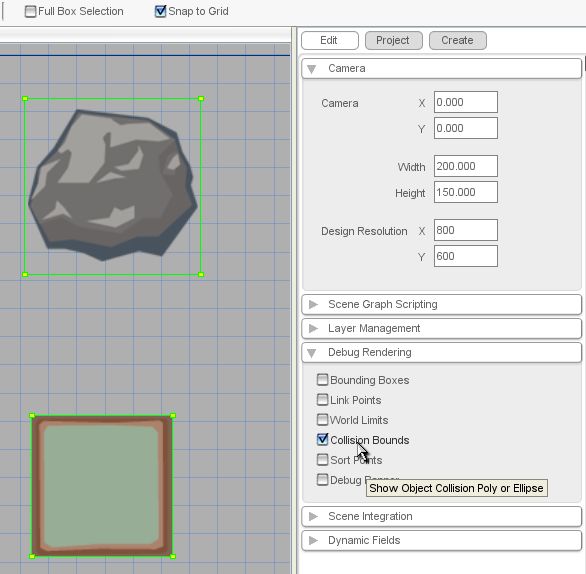 Full Box Selection
Snap to Grid
Edit
Project
Create
Camera
Camera X 0.000
Y 0.000
Width 200.000
Height 150.000
Design Resolution X 800
Y 600
Scene Graph Scripting
Layer Management
Debug Rendering
Bounding Boxes
Link Points
World Limits
Collision Bounds
Sort Points
Debug
Show Object Collision Poly or Ellipse
Scene Integration
Dynamic Fields